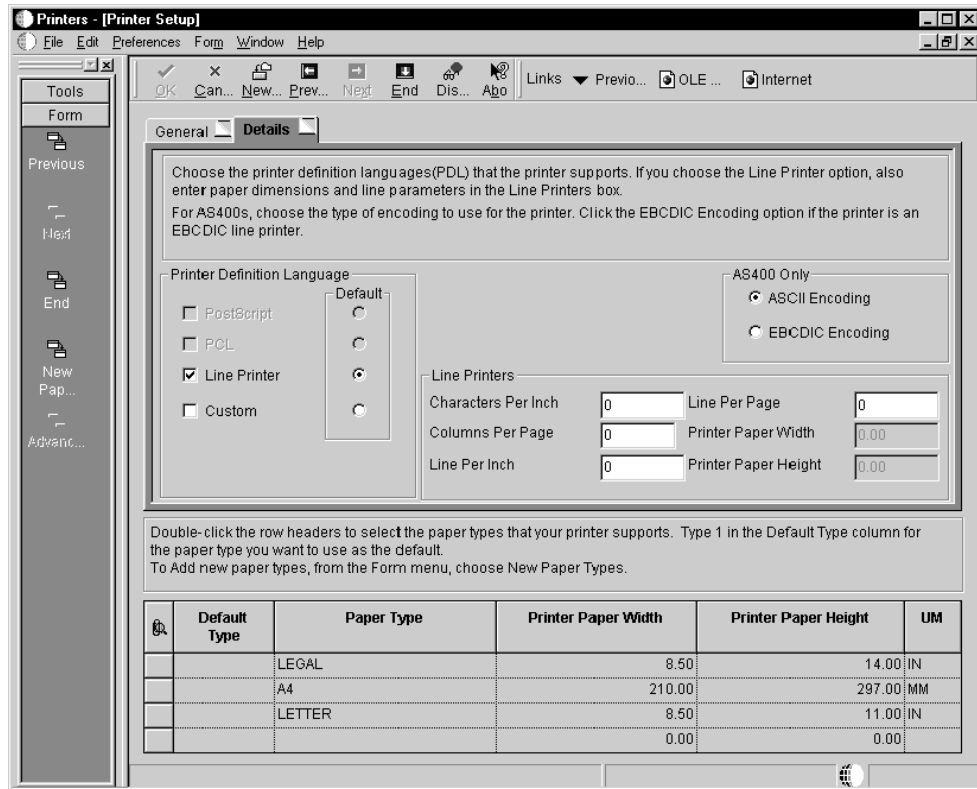 Printers - [Printer Setup]
File Edit Preferences Form Window Help
Tools
Form
Previous
Next
End
New Pap...
Advanc...
OK Can... New... Prev... Next End Dis... Abo Links Previo... OLE ... Internet
General Details
Choose the printer definition languages(PDL) that the printer supports. If you choose the Line Printer option, also
enter paper dimensions and line parameters in the Line Printers box.
For AS400s, choose the type of encoding to use for the printer. Click the EBCDIC Encoding option if the printer is an
EBCDIC line printer.
Printer Definition Language
Default
PostScript
PCL
Line Printer
Custom
AS400 Only
ASCII Encoding
EBCDIC Encoding
Line Printers
Characters Per Inch 0 Line Per Page 0
Columns Per Page 0 Printer Paper Width 0.00
Line Per Inch 0 Printer Paper Height 0.00
Double-click the row headers to select the paper types that your printer supports. Type 1 in the Default Type column for
the paper type you want to use as the default.
To Add new paper types, from the Form menu, choose New Paper Types.
Default Type Paper Type Printer Paper Width Printer Paper Height UM
LEGAL 8.50 14.00 IN
A4 210.00 297.00 MM
LETTER 8.50 11.00 IN
0.00 0.00